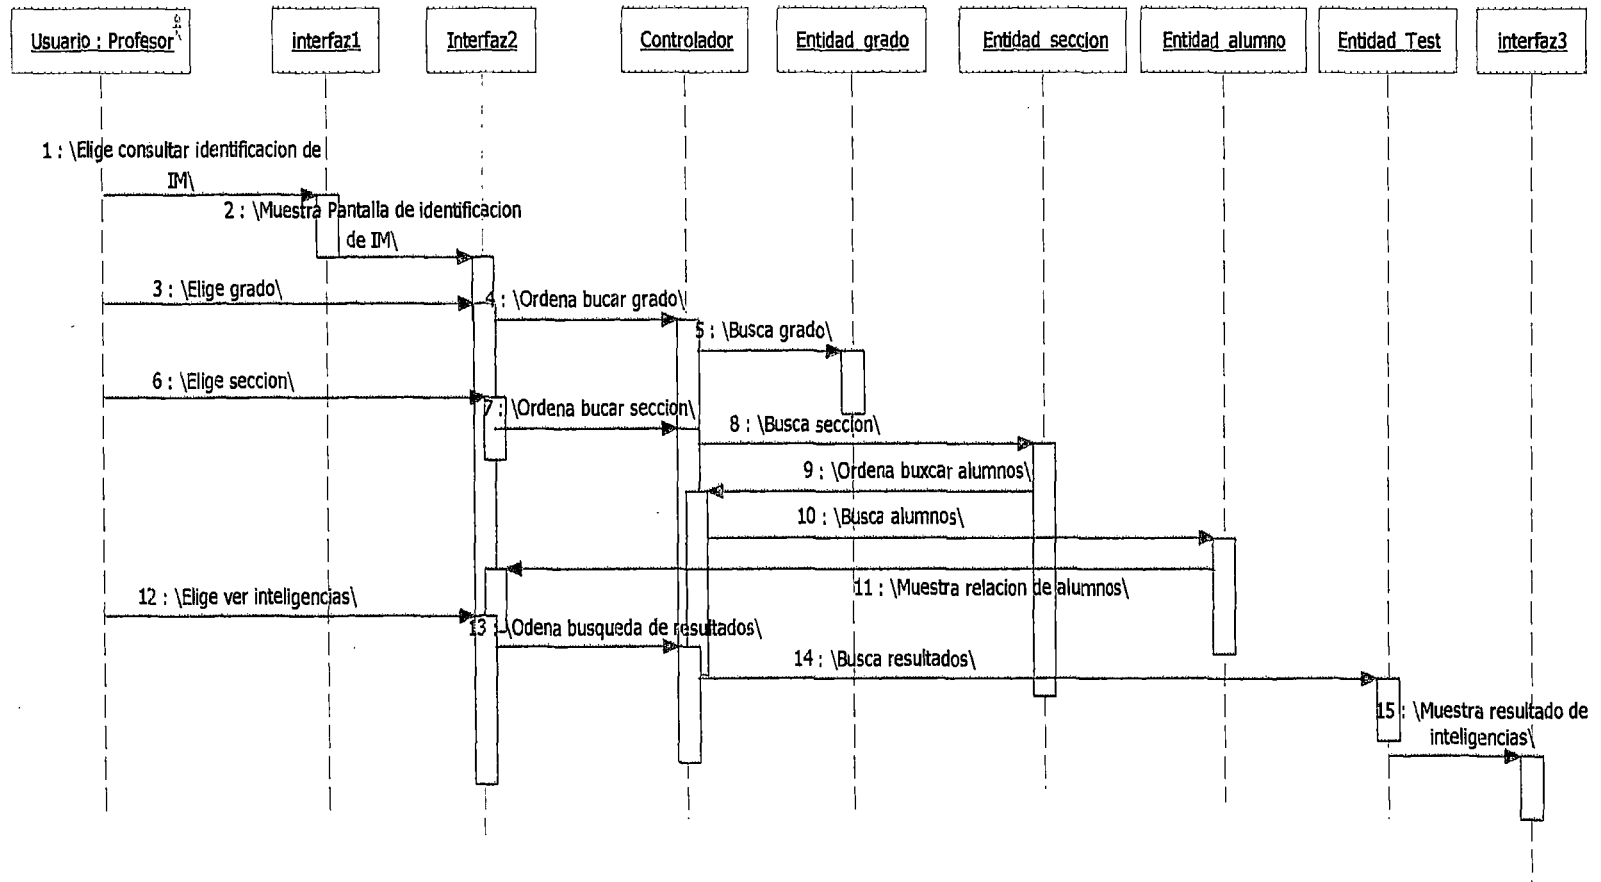 Usuario : Profesor
interfaz1
Interfaz2
Controlador
Entidad grado
Entidad seccion
Entidad alumno
Entidad Test
interfaz3
1 : \Elige consultar identificacion de
IM\
2 : \Muestra Pantalla de identificacion
de IM\
3 : \Elige grado\
4 : \Ordena bucar grado\
5 : \Busca grado\
6 : \Elige seccion\
7 : \Ordena bucar seccion\
8 : \Busca seccion\
9 : \Ordena buxcar alumnos\
10 : \Busca alumnos\
11 : \Muestra relacion de alumnos\
12 : \Elige ver inteligencias\
13 : \Odena busqueda de resultados\
14 : \Busca resultados\
15 : \Muestra resultado de
inteligencias\